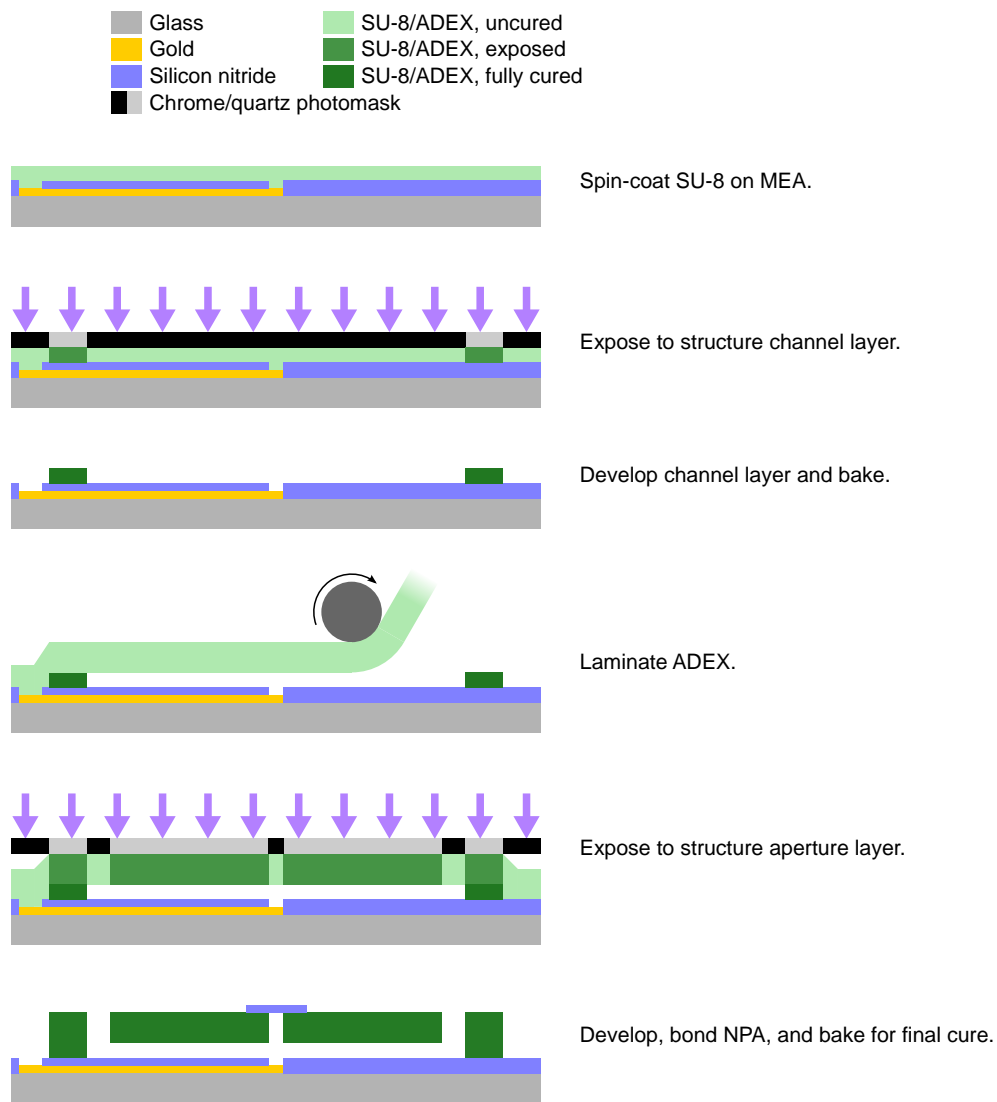 Glass
Gold
Silicon nitride
Chrome/quartz photomask
SU-8/ADEX, uncured
SU-8/ADEX, exposed
SU-8/ADEX, fully cured
Spin-coat SU-8 on MEA.
Expose to structure channel layer.
Develop channel layer and bake.
Laminate ADEX.
Expose to structure aperture layer.
Develop, bond NPA, and bake for final cure.